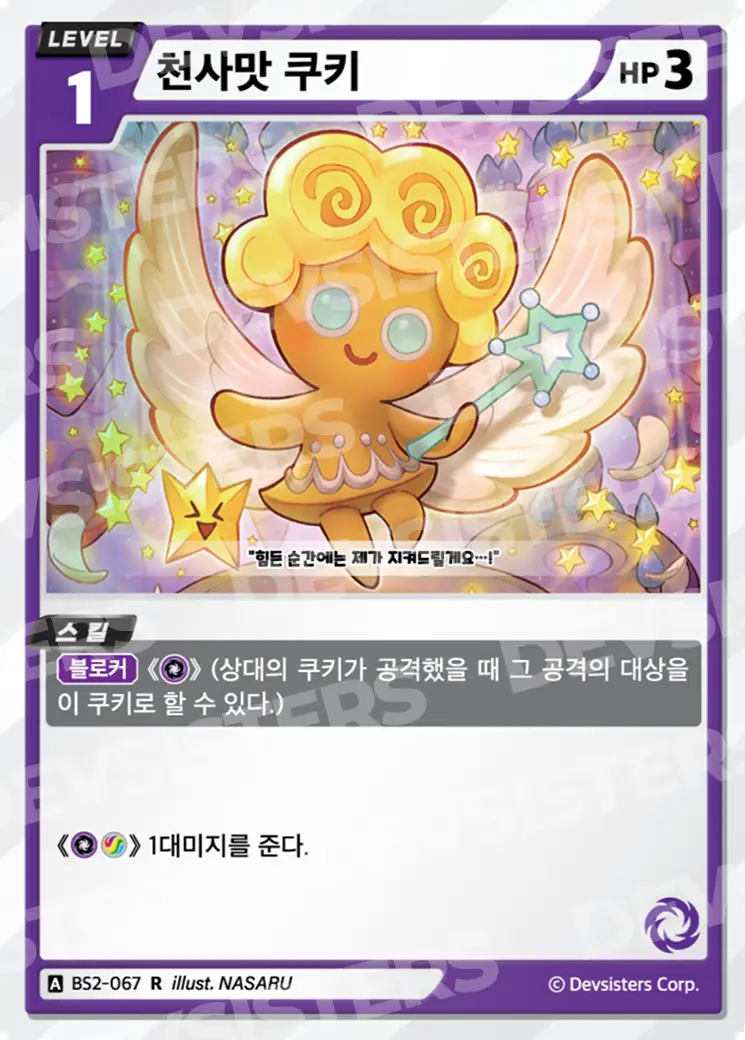 LEVEL
1
천사맛 쿠키
HP 3
"힘든 순간에는 제가 지켜드릴게요…!"
스킬
블로커 《》 (상대의 쿠키가 공격했을 때 그 공격의 대상을
이 쿠키로 할 수 있다.)
《》 1대미지를 준다.
A BS2-067 R illust. NASARU
© Devsisters Corp.
DEVSISTERS